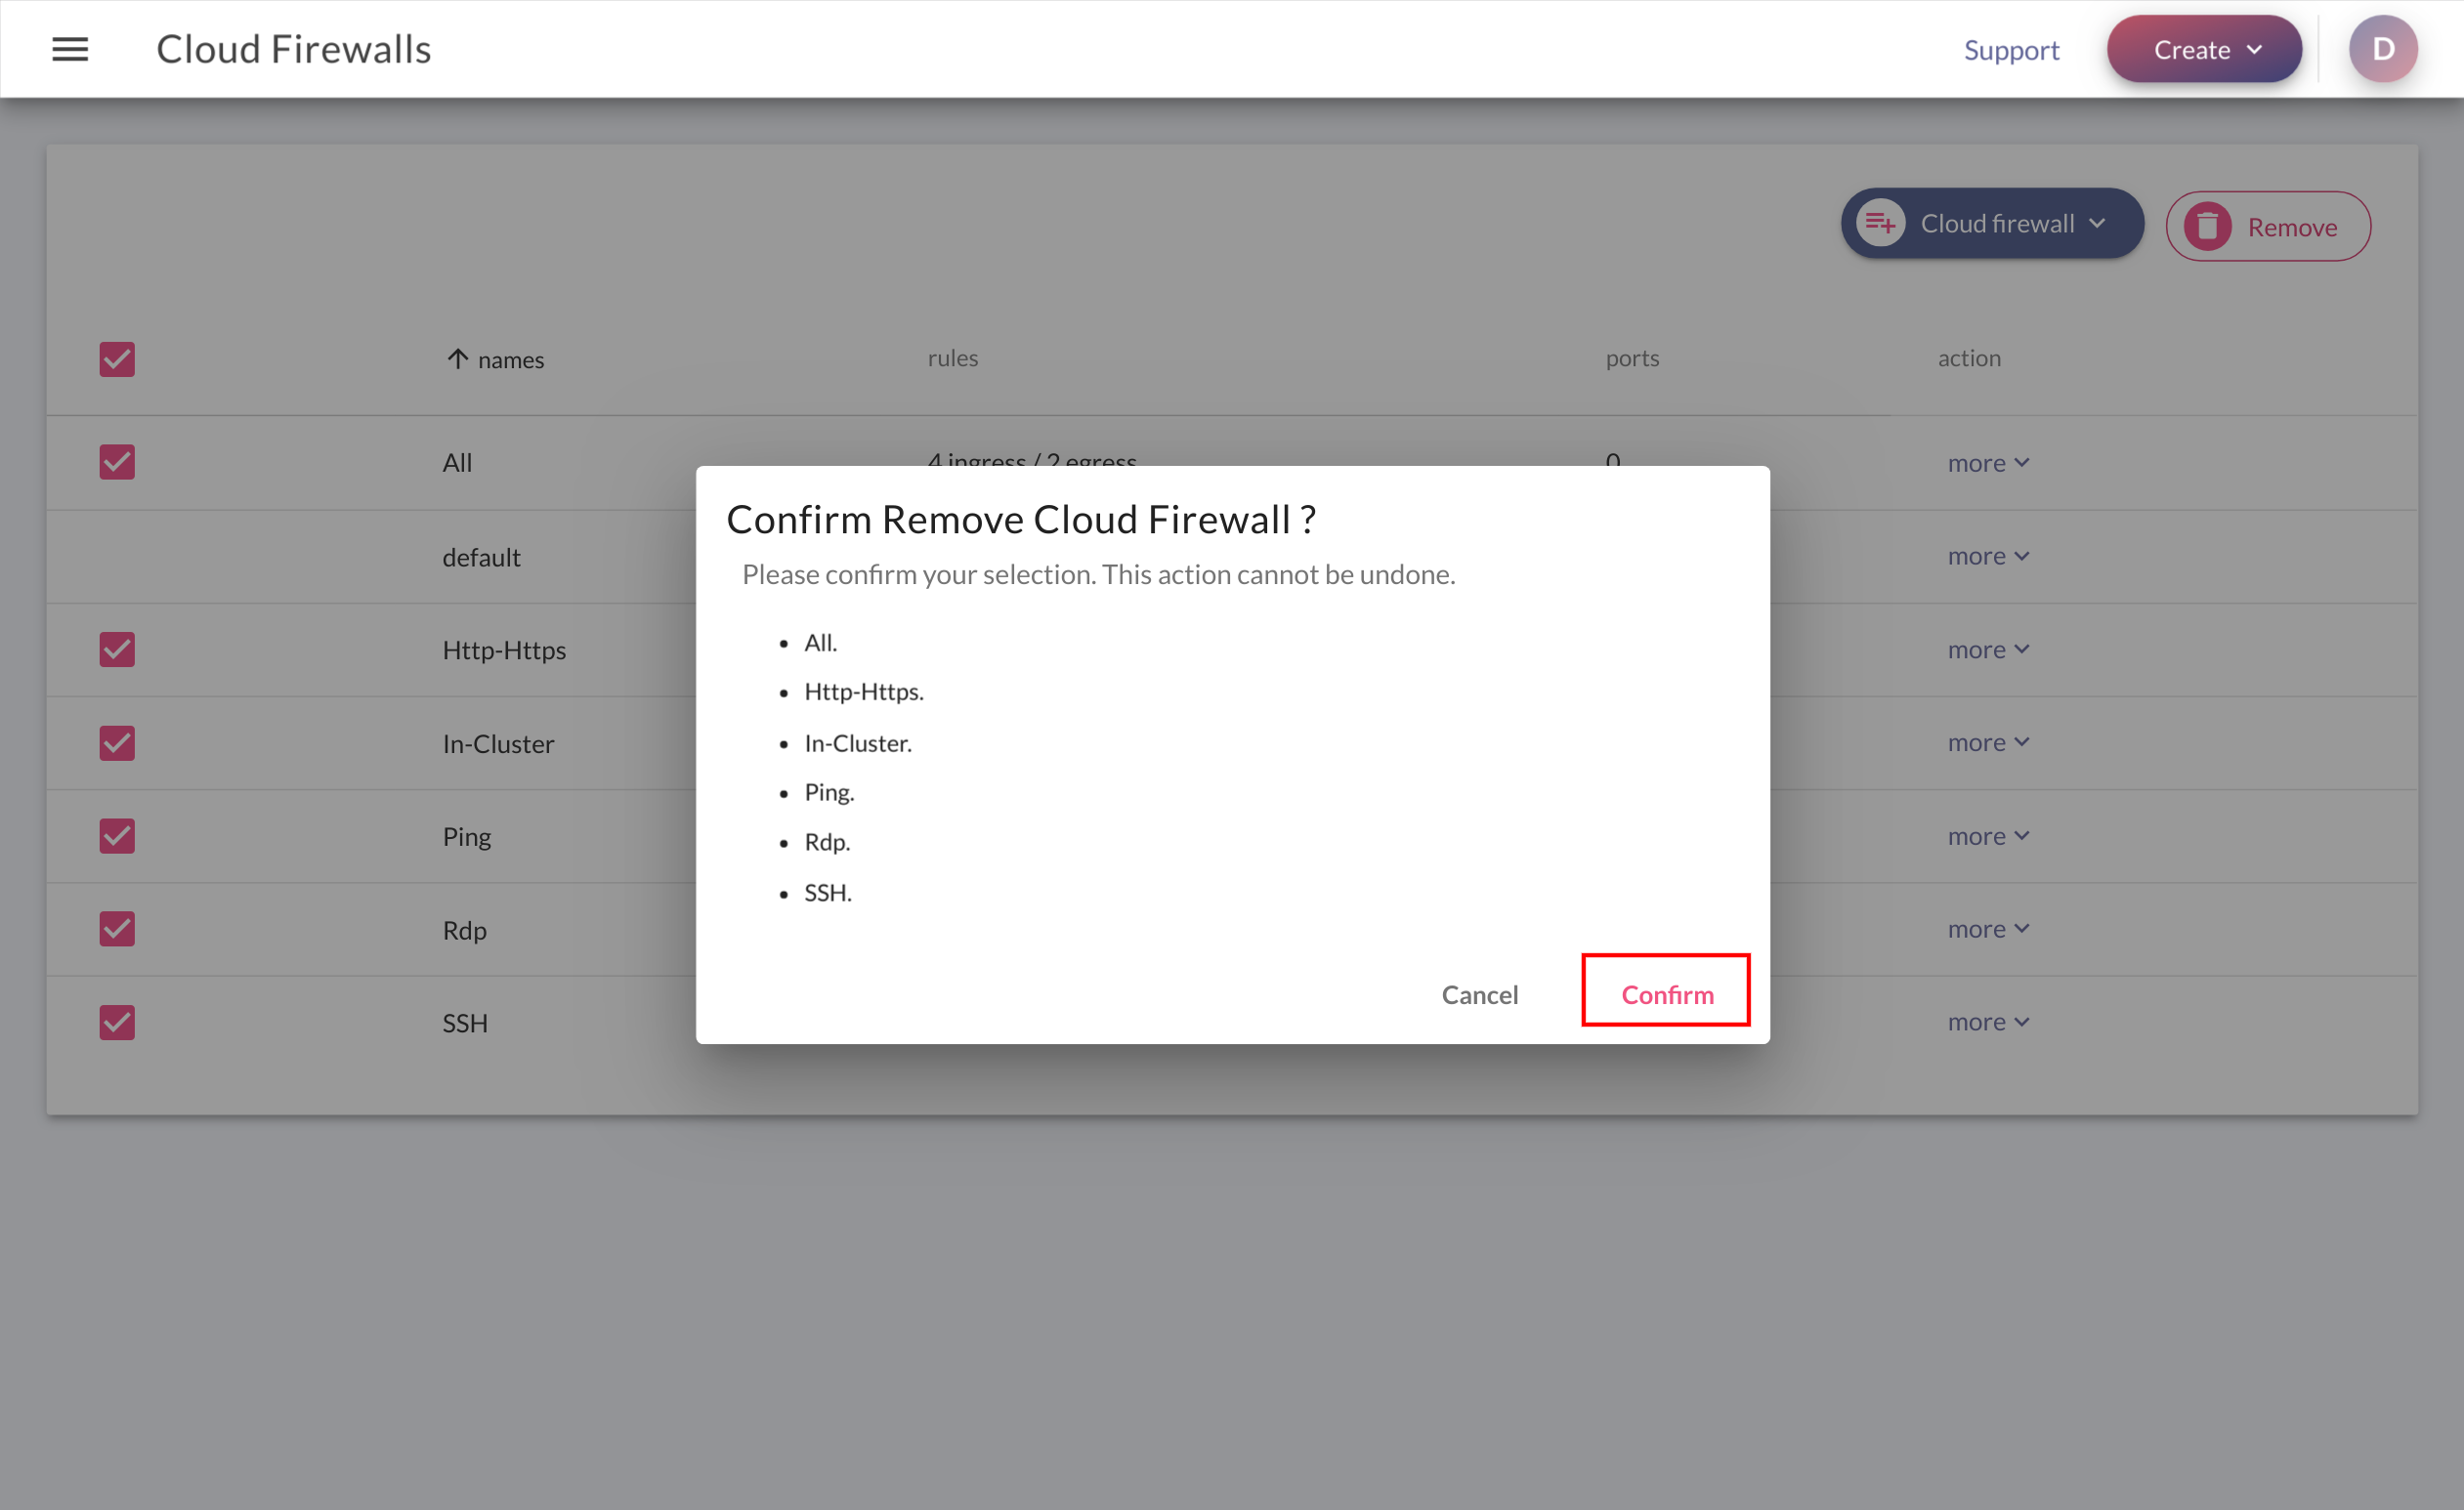 Cloud Firewalls
Support
Create
D
Cloud firewall
Remove
names rules ports action
All 4 ingress / 2 egress 0 more
Confirm Remove Cloud Firewall ?
Please confirm your selection. This action cannot be undone.
• All.
• Http-Https.
• In-Cluster.
• Ping.
• Rdp.
• SSH.
Cancel
Confirm
default more
Http-Https more
In-Cluster more
Ping more
Rdp more
SSH more